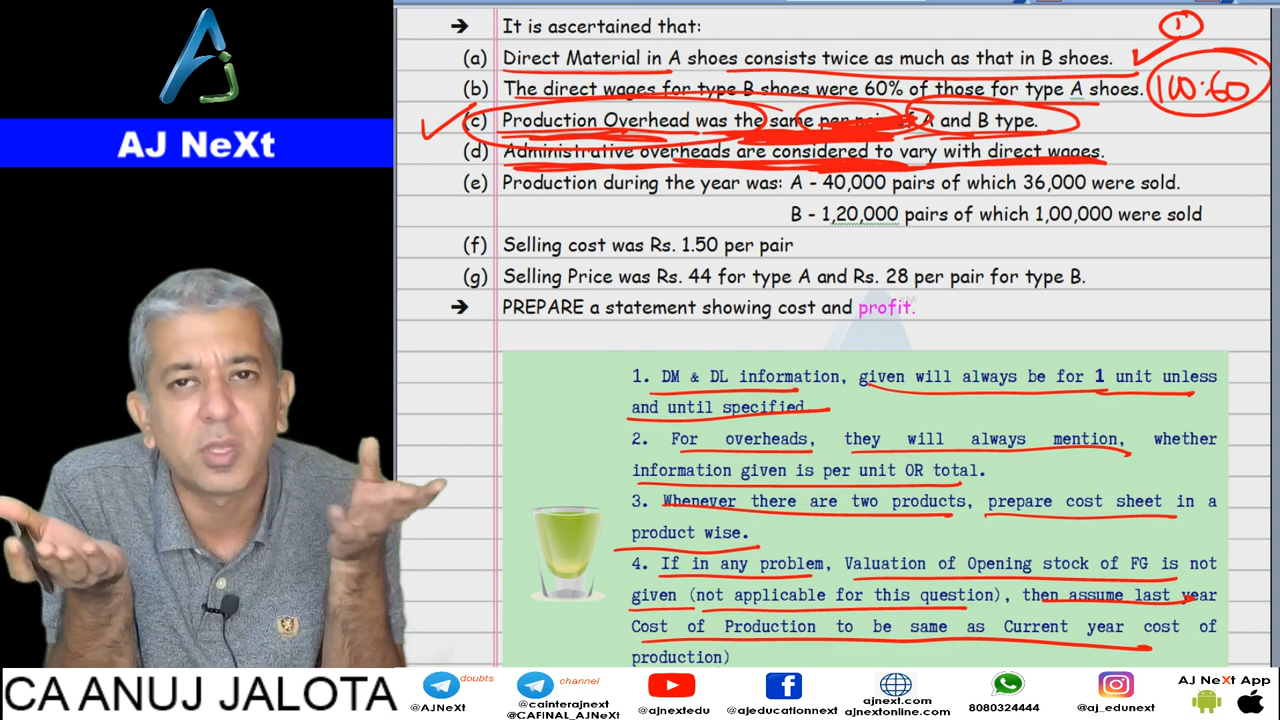 It is ascertained that:
(a) Direct Material in A shoes consists twice as much as that in B shoes.
(b) The direct wages for type B shoes were 60% of those for type A shoes.
(c) Production Overhead was the same per pair of A and B type.
(d) Administrative overheads are considered to vary with direct wages.
(e) Production during the year was: A - 40,000 pairs of which 36,000 were sold.
B - 1,20,000 pairs of which 1,00,000 were sold
(f) Selling cost was Rs. 1.50 per pair
(g) Selling Price was Rs. 44 for type A and Rs. 28 per pair for type B.
PREPARE a statement showing cost and profit.
1
100:60
AJ NeXt
1. DM & DL information, given will always be for 1 unit unless
and until specified
2. For overheads, they will always mention, whether
information given is per unit OR total.
3. Whenever there are two products, prepare cost sheet in a
product wise.
4. If in any problem, Valuation of Opening stock of FG is not
given (not applicable for this question), then assume last year
Cost of Production to be same as Current year cost of
production)
CA ANUJ JALOTA
doubts
@AJNeXt
channel
@cainterajnext
@CAFINAL_AJNeXt
@ajnextedu
@ajeducationnext
ajnext.com
ajnextonline.com
8080324444
@aj_edunext
AJ NeXt App